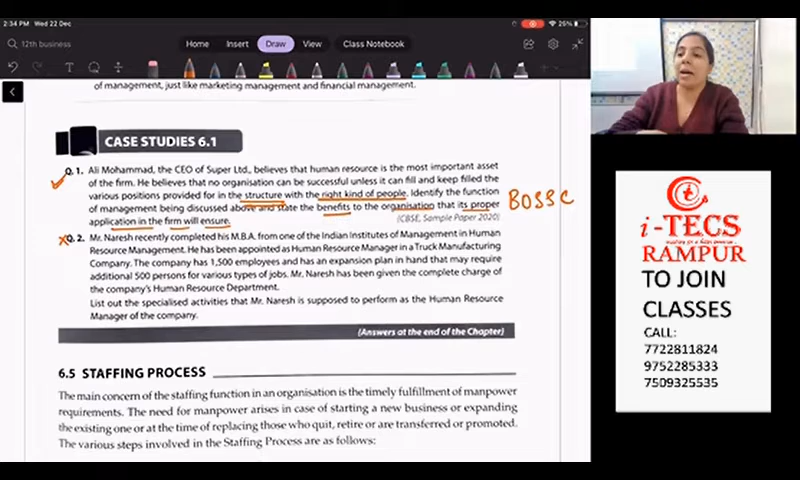 2:34 PM Wed 22 Dec
25%
12th business
Home Insert Draw View Class Notebook
of management, just like marketing management and financial management.
CASE STUDIES 6.1
Q. 1. Ali Mohammad, the CEO of Super Ltd., believes that human resource is the most important asset
of the firm. He believes that no organisation can be successful unless it can fill and keep filled the
various positions provided for in the structure with the right kind of people. Identify the function
of management being discussed above and state the benefits to the organisation that its proper
application in the firm will ensure.
(CBSE, Sample Paper 2020)
BOSSC
Q. 2. Mr. Naresh recently completed his M.B.A. from one of the Indian Institutes of Management in Human
Resource Management. He has been appointed as Human Resource Manager in a Truck Manufacturing
Company. The company has 1,500 employees and has an expansion plan in hand that may require
additional 500 persons for various types of jobs. Mr. Naresh has been given the complete charge of
the company's Human Resource Department.
List out the specialised activities that Mr. Naresh is supposed to perform as the Human Resource
Manager of the company.
(Answers at the end of the Chapter)
6.5 STAFFING PROCESS
The main concern of the staffing function in an organisation is the timely fulfillment of manpower
requirements. The need for manpower arises in case of starting a new business or expanding
the existing one or at the time of replacing those who quit, retire or are transferred or promoted.
The various steps involved in the Staffing Process are as follows:
i-TECS
RAMPUR
TO JOIN
CLASSES
CALL:
7722811824
9752285333
7509325535